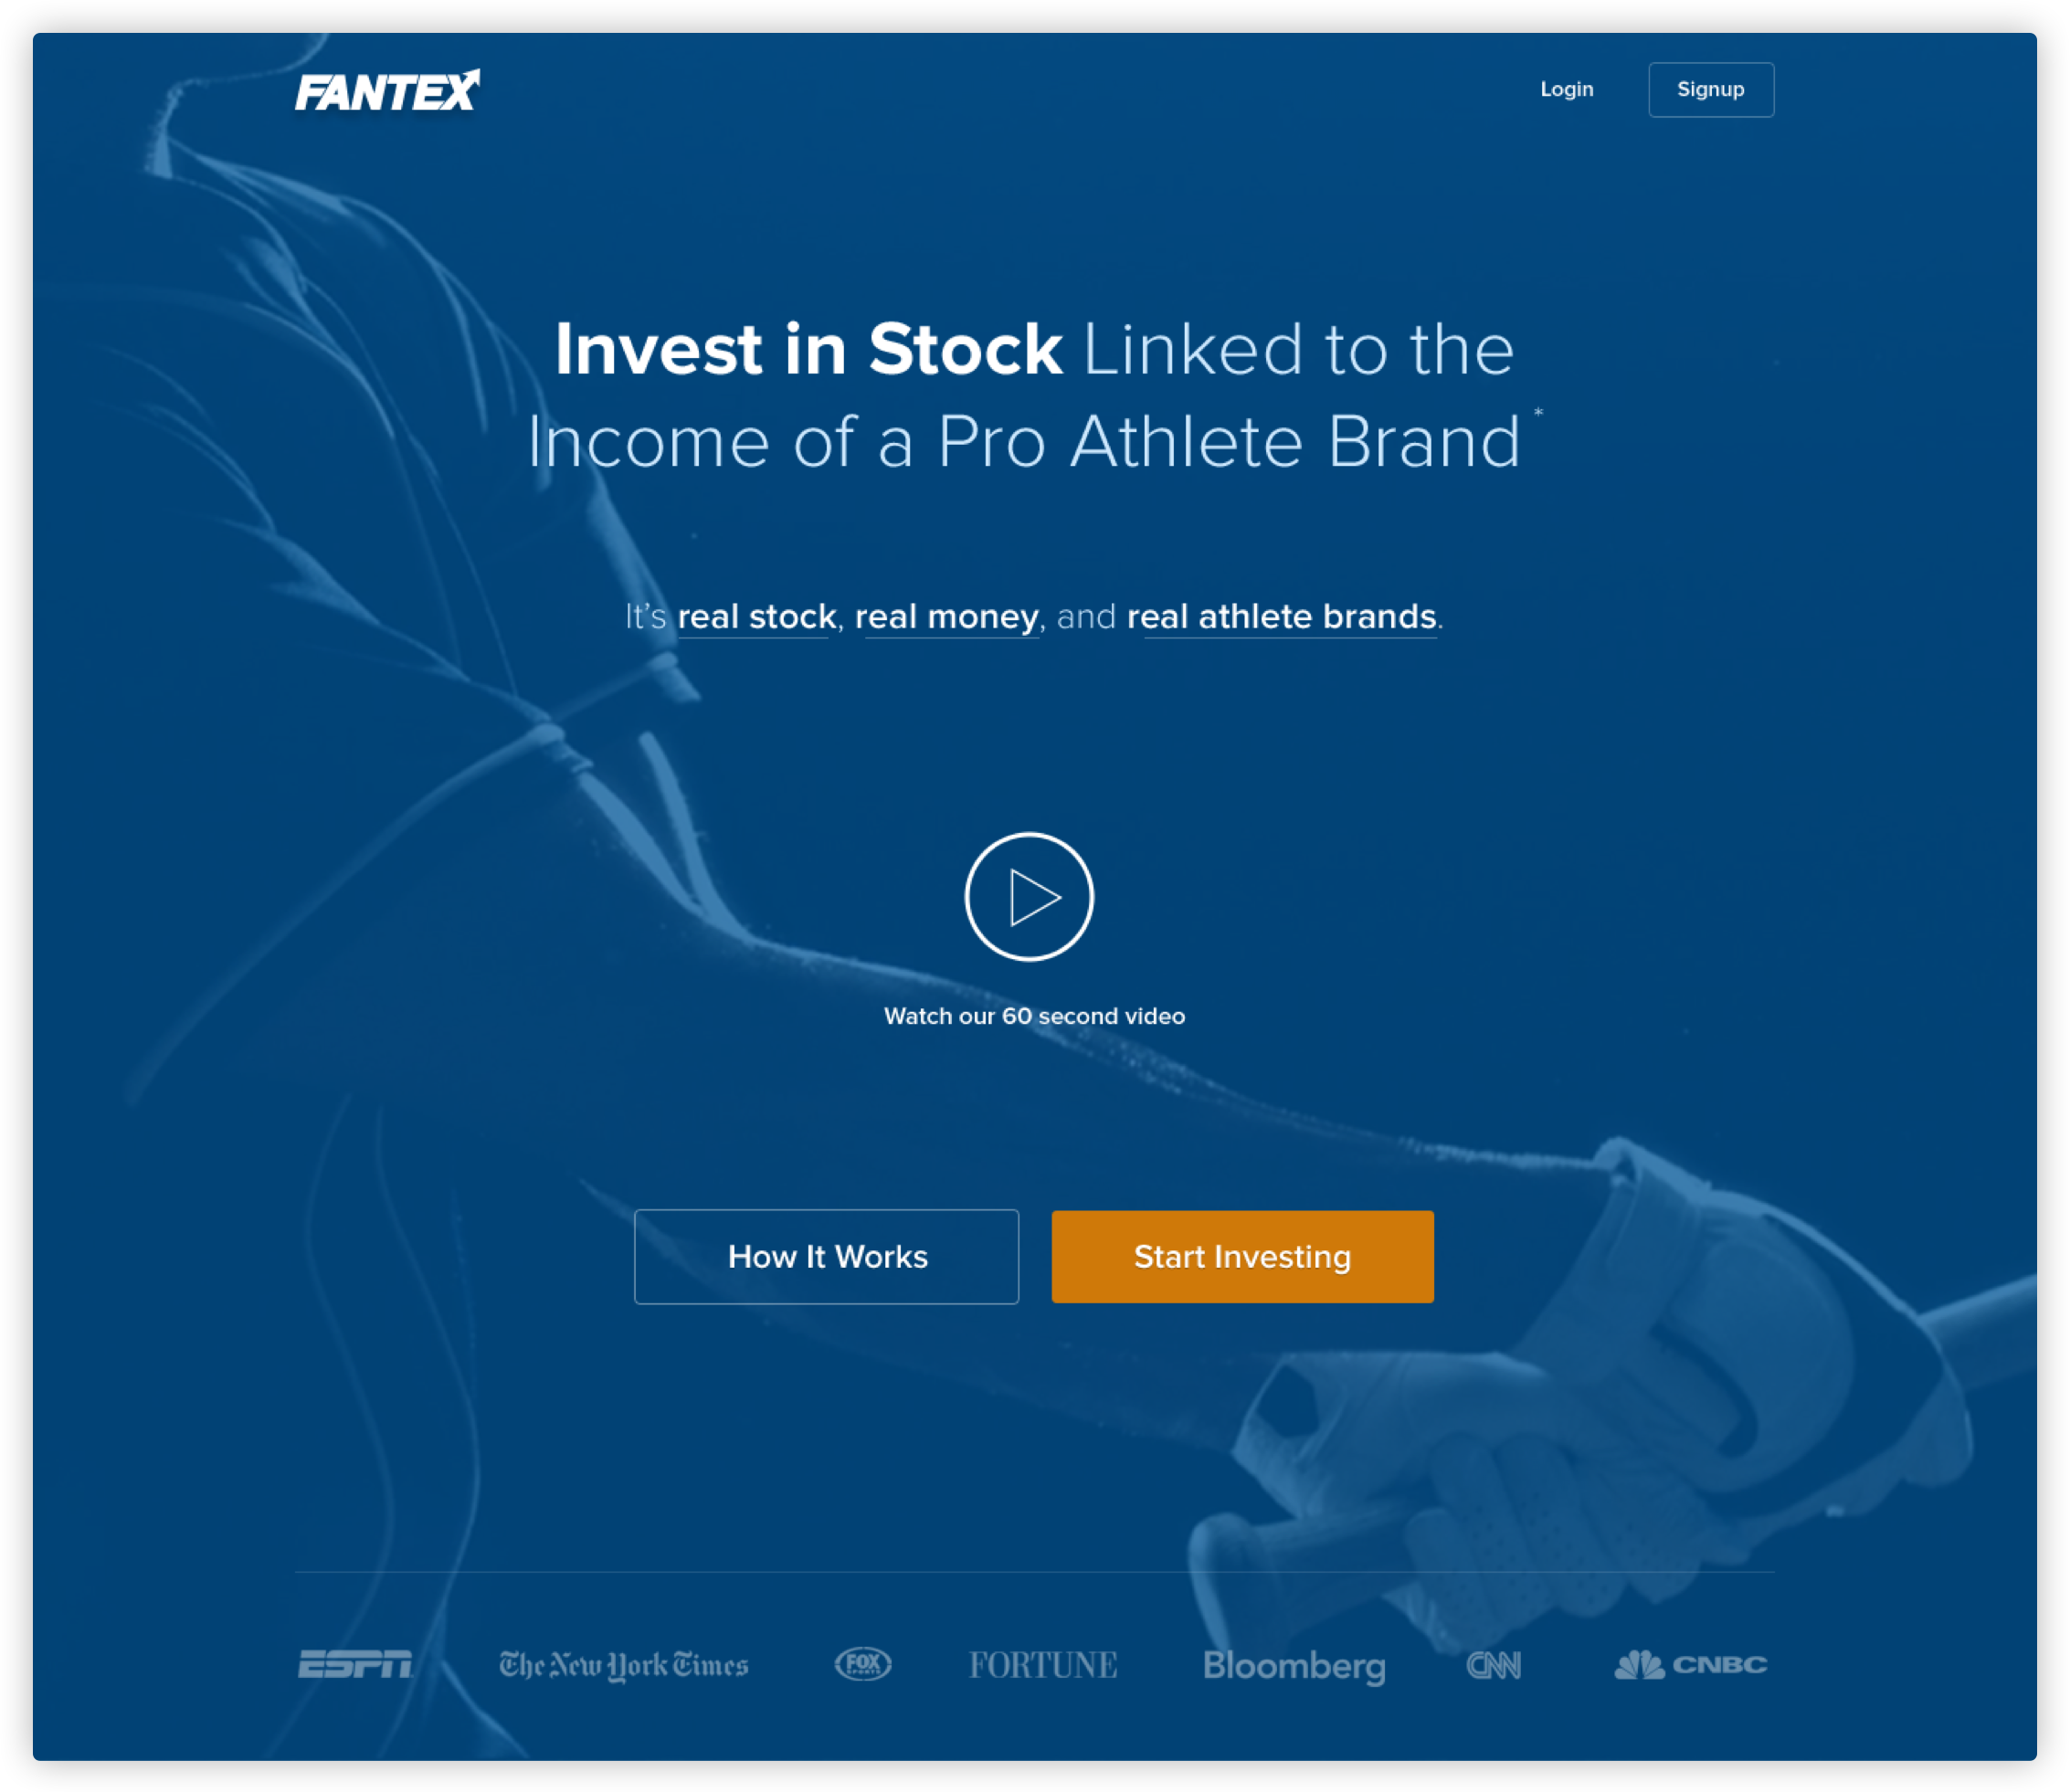 FANTEX
Login
Signup
Invest in Stock Linked to the
Income of a Pro Athlete Brand *
It's real stock, real money, and real athlete brands.
Watch our 60 second video
How It Works
Start Investing
ESPN
The New York Times
FOX
SPORTS
FORTUNE
Bloomberg
CNN
CNBC